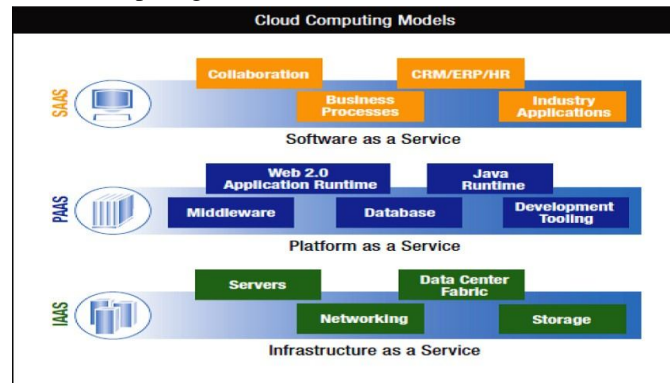 Cloud Computing Models
SAAS
Collaboration
CRM/ERP/HR
Business
Processes
Industry
Applications
Software as a Service
PAAS
Web 2.0
Application Runtime
Java
Runtime
Middleware
Database
Development
Tooling
Platform as a Service
IAAS
Servers
Data Center
Fabric
Networking
Storage
Infrastructure as a Service